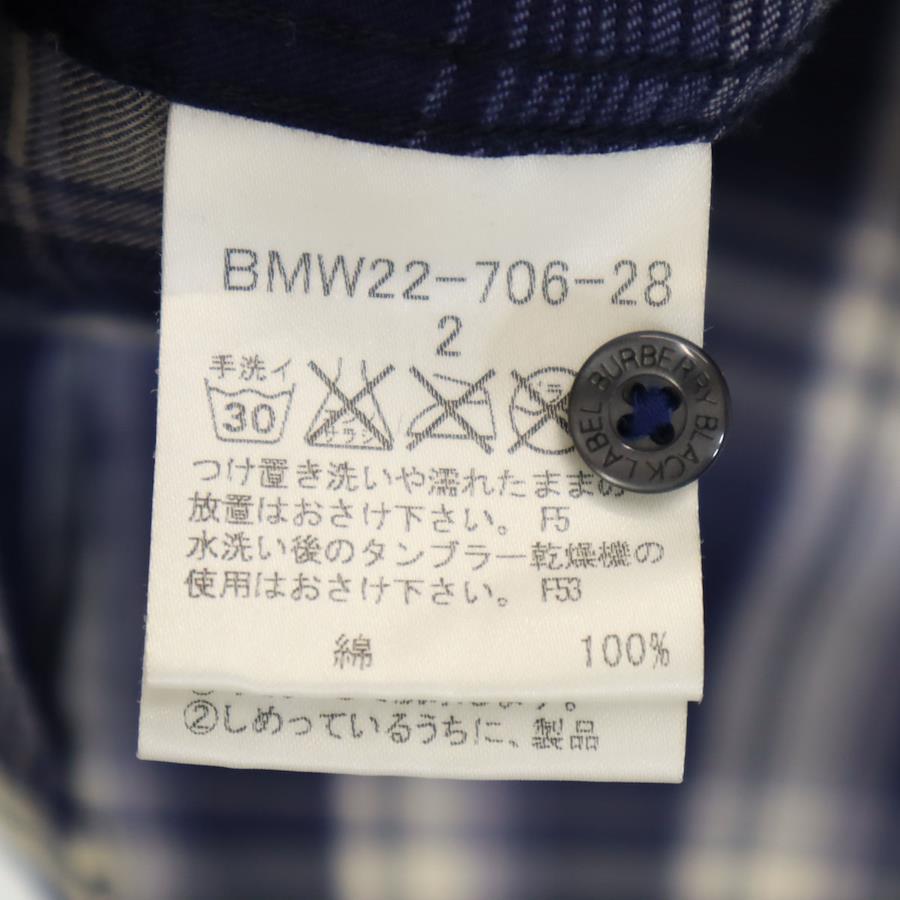 BMW22-706-28
2
手洗イ
30
つけ置き洗いや濡れたままの
放置はおさけ下さい。 F5
水洗い後のタンブラー乾燥機の
使用はおさけ下さい。 F53
綿 100%
②しめっているうちに、製品
BURBERRY BLACK LABEL